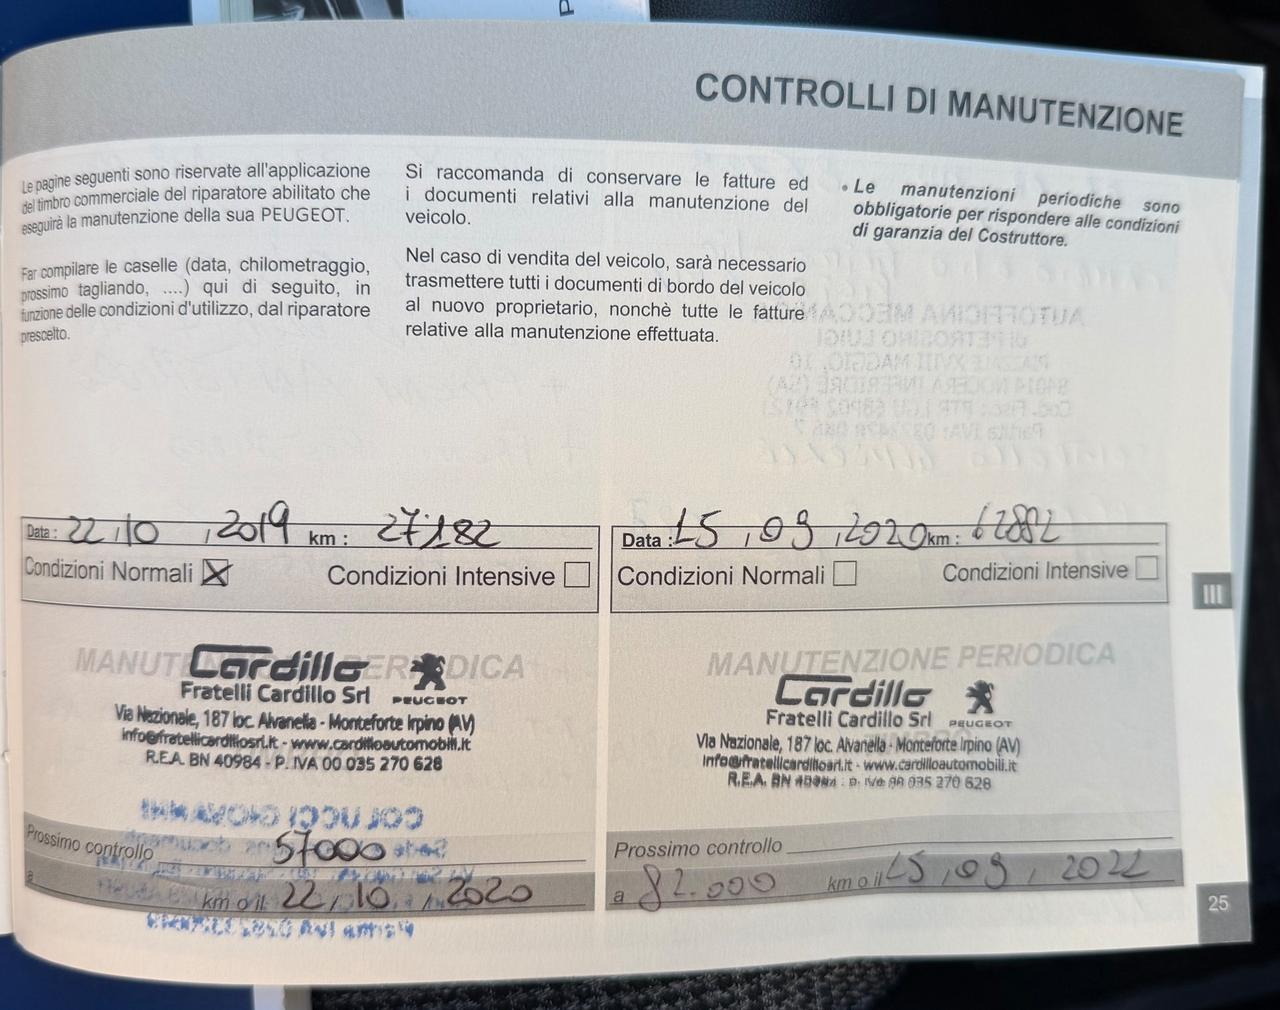 P
CONTROLLI DI MANUTENZIONE
Le pagine seguenti sono riservate all'applicazione
del timbro commerciale del riparatore abilitato che
eseguirà la manutenzione della sua PEUGEOT.
Far compilare le caselle (data, chilometraggio,
prossimo tagliando, ....) qui di seguito, in
funzione delle condizioni d'utilizzo, dal riparatore
prescelto.
Si raccomanda di conservare le fatture ed
i documenti relativi alla manutenzione del
veicolo.
Nel caso di vendita del veicolo, sarà necessario
trasmettere tutti i documenti di bordo del veicolo
al nuovo proprietario, nonchè tutte le fatture
relative alla manutenzione effettuata.
• Le manutenzioni periodiche sono
obbligatorie per rispondere alle condizioni
di garanzia del Costruttore.
Data : 22 / 10 / 2019 km : 27182
Condizioni Normali X Condizioni Intensive
MANUTENZIONE PERIODICA
Cardillo
Fratelli Cardillo Srl PEUGEOT
Via Nazionale, 187 loc. Alvanella - Monteforte Irpino (AV)
info@fratellicardillosrl.it - www.cardilloautomobili.it
R.E.A. BN 40984 - P. IVA 00 035 270 628
Prossimo controllo 57000
a km o il 22 / 10 / 2020
Data : 15 / 09 / 2020 km : 62882
Condizioni Normali Condizioni Intensive
MANUTENZIONE PERIODICA
Cardillo
Fratelli Cardillo Srl PEUGEOT
Via Nazionale, 187 loc. Alvanella - Monteforte Irpino (AV)
info@fratellicardillosrl.it - www.cardilloautomobili.it
R.E.A. BN 40984 - P. IVA 00 035 270 628
Prossimo controllo
a 82.000 km o il 15 / 09 / 2022
III
25